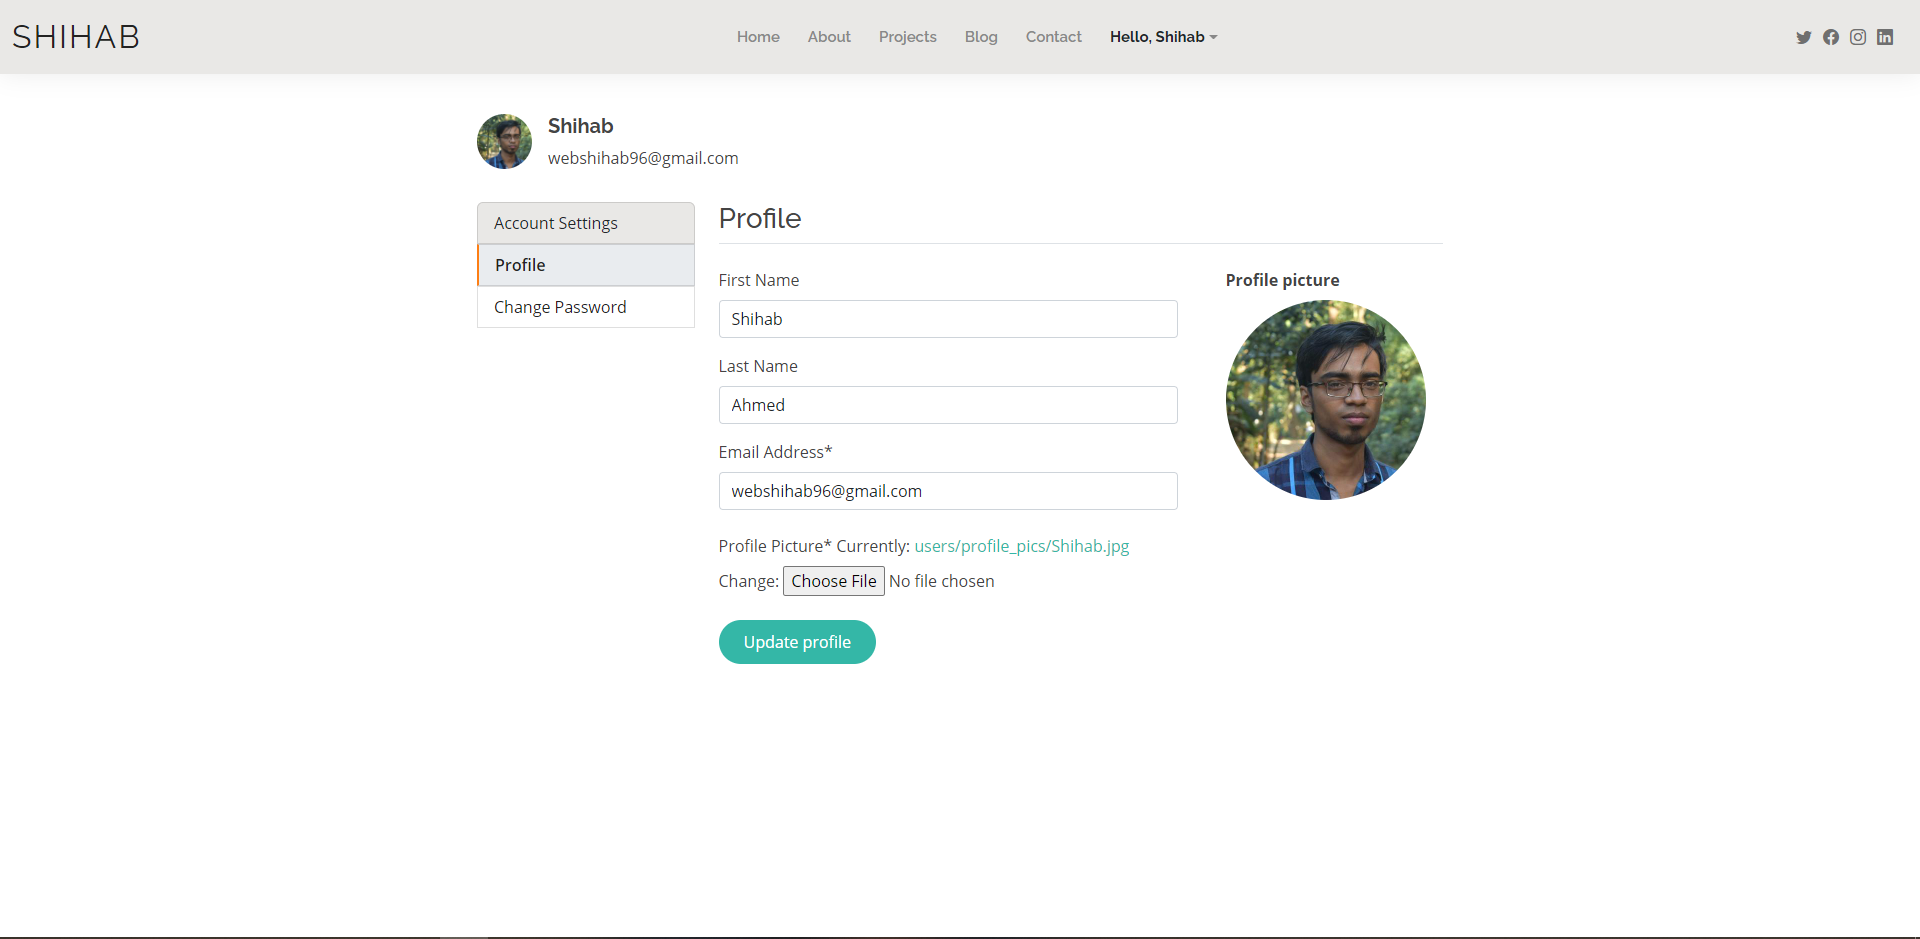 SHIHAB
Home About Projects Blog Contact Hello, Shihab
Shihab
webshihab96@gmail.com
Account Settings
Profile
Change Password
Profile
First Name
Shihab
Last Name
Ahmed
Email Address*
webshihab96@gmail.com
Profile Picture* Currently: users/profile_pics/Shihab.jpg
Change: Choose File No file chosen
Update profile
Profile picture